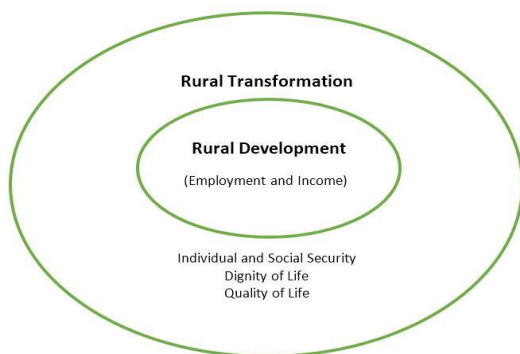 Rural Transformation
Rural Development
(Employment and Income)
Individual and Social Security
Dignity of Life
Quality of Life